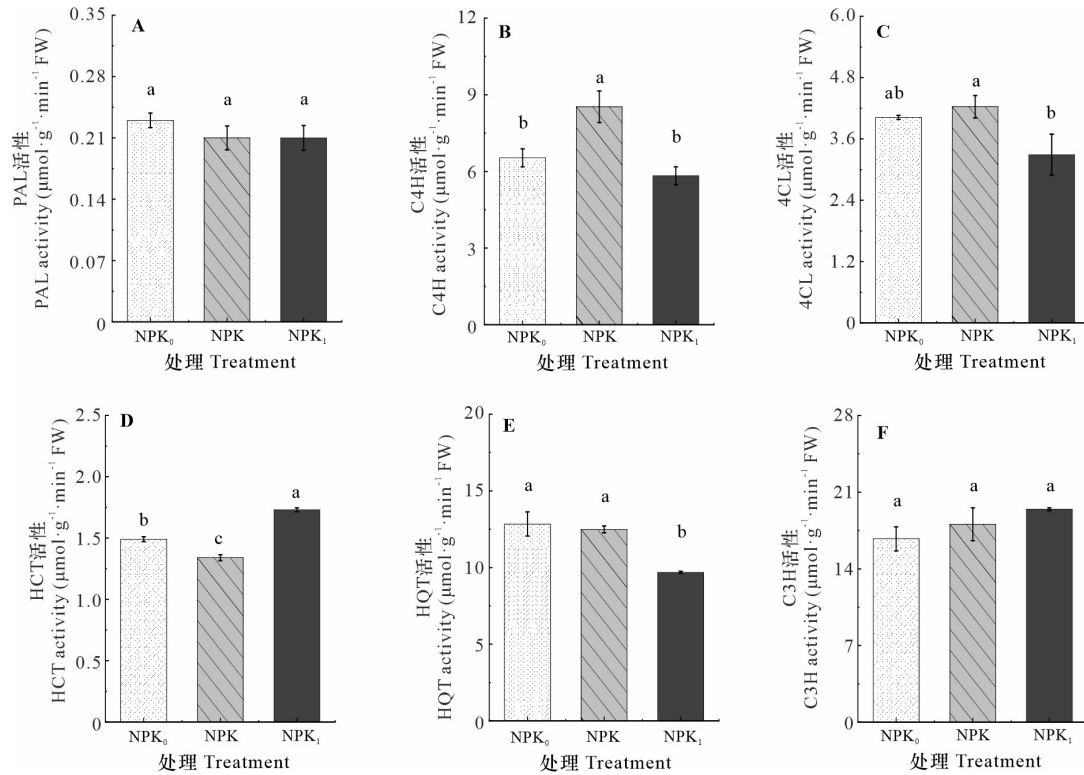 A
PAL活性
PAL activity (μmol·g⁻¹·min⁻¹ FW)
0.35
0.28
0.21
0.14
0.07
0
a
a
a
NPK₀
NPK
NPK₁
处理 Treatment
B
C4H活性
C4H activity (μmol·g⁻¹·min⁻¹ FW)
12
9
6
3
0
b
a
b
NPK₀
NPK
NPK₁
处理 Treatment
C
4CL活性
4CL activity (μmol·g⁻¹·min⁻¹ FW)
6.0
4.8
3.6
2.4
1.2
0
ab
a
b
NPK₀
NPK
NPK₁
处理 Treatment
D
HCT活性
HCT activity (μmol·g⁻¹·min⁻¹ FW)
2.5
2.0
1.5
1.0
0.5
0
b
c
a
NPK₀
NPK
NPK₁
处理 Treatment
E
HQT活性
HQT activity (μmol·g⁻¹·min⁻¹ FW)
20
15
10
5
0
a
a
b
NPK₀
NPK
NPK₁
处理 Treatment
F
C3H活性
C3H activity (μmol·g⁻¹·min⁻¹ FW)
28
21
14
7
0
a
a
a
NPK₀
NPK
NPK₁
处理 Treatment